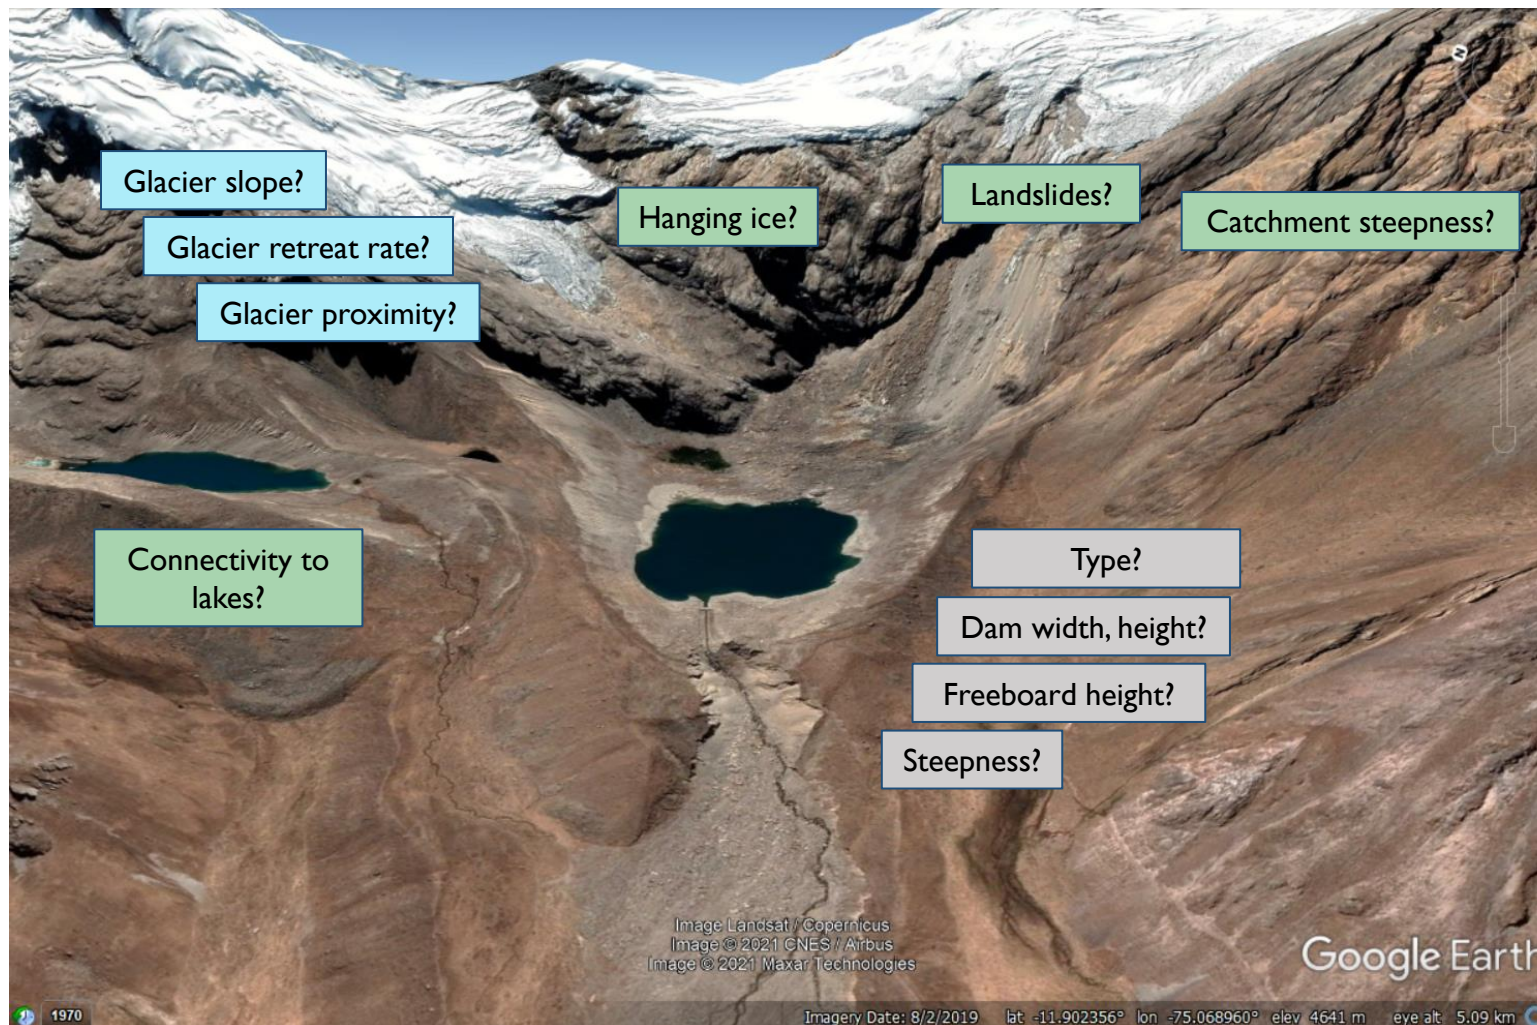 Glacier slope?
Glacier retreat rate?
Glacier proximity?
Hanging ice?
Landslides?
Catchment steepness?
N
Connectivity to
lakes?
Type?
Dam width, height?
Freeboard height?
Steepness?
Image Landsat / Copernicus
Image © 2021 CNES / Airbus
Image © 2021 Maxar Technologies
Google Earth
1970
Imagery Date: 8/2/2019 lat -11.902356° lon -75.068960° elev 4641 m eye alt 5.09 km